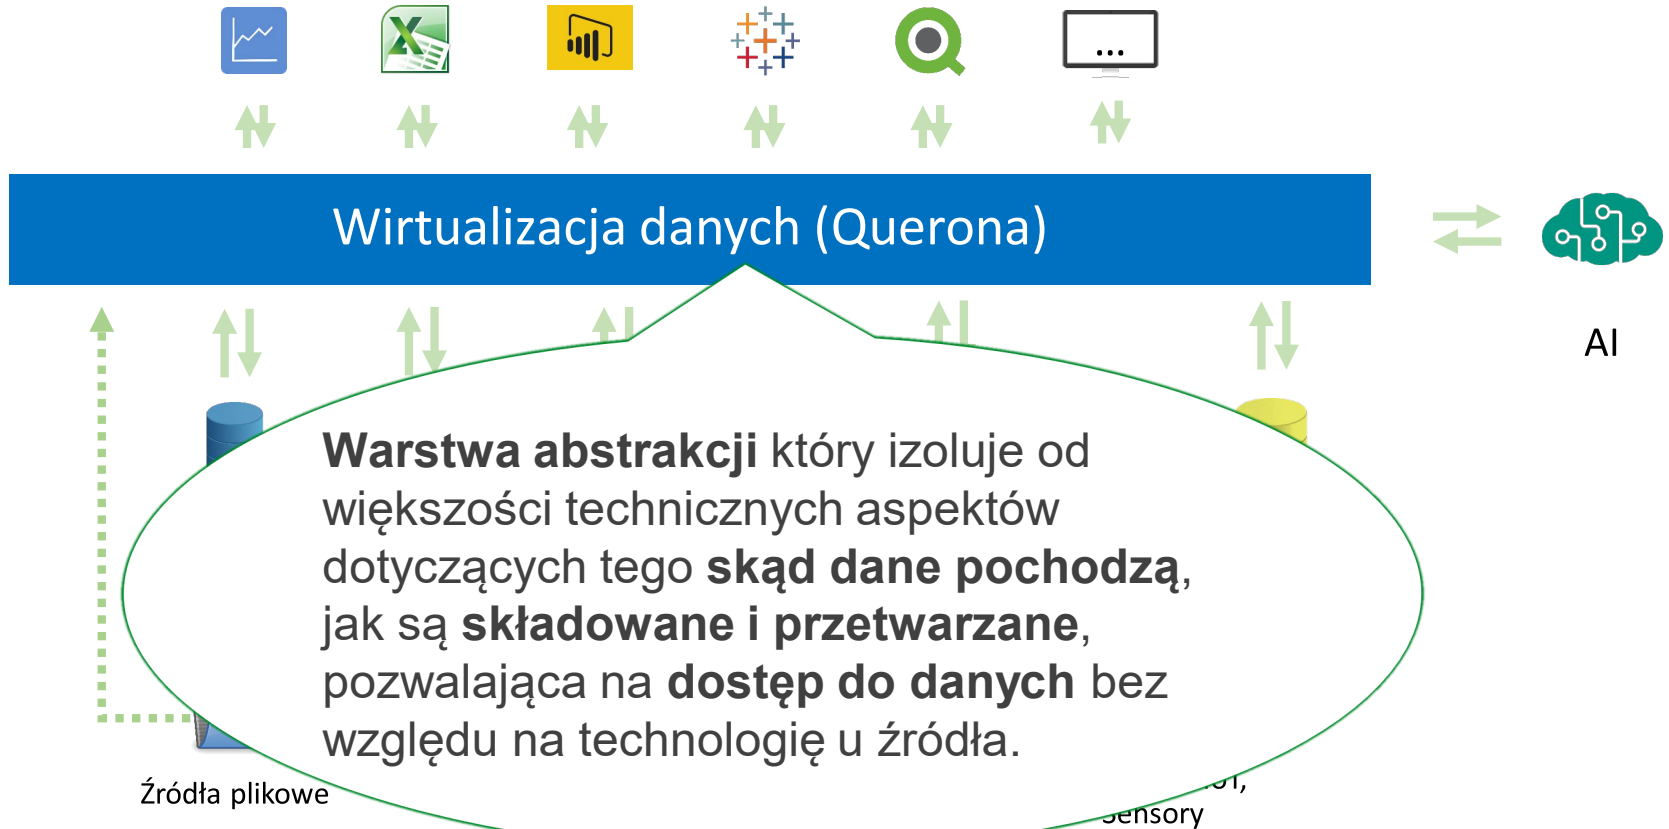 ...
Wirtualizacja danych (Querona)
AI
Warstwa abstrakcji który izoluje od
większości technicznych aspektów
dotyczących tego skąd dane pochodzą,
jak są składowane i przetwarzane,
pozwalająca na dostęp do danych bez
względu na technologię u źródła.
Źródła plikowe
Sensory